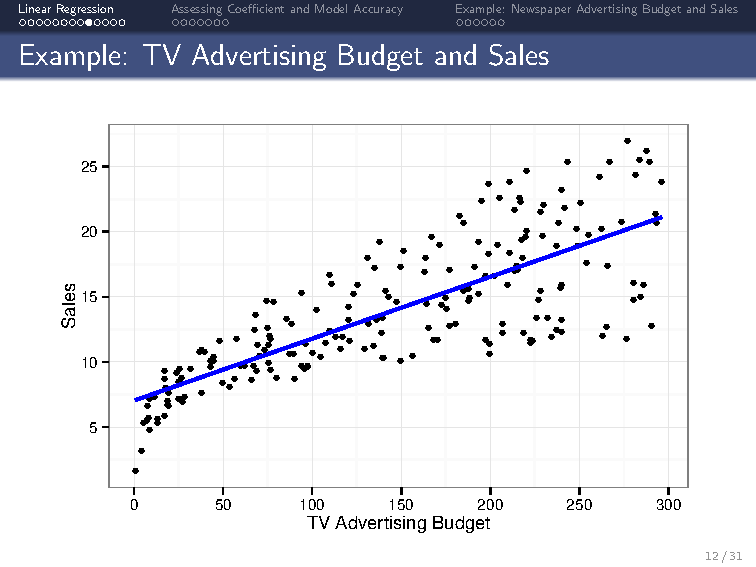 Linear Regression Assessing Coefficient and Model Accuracy Example: Newspaper Advertising Budget and Sales
Example: TV Advertising Budget and Sales
25
20
15
10
5
Sales
0 50 100 150 200 250 300
TV Advertising Budget
12 / 31